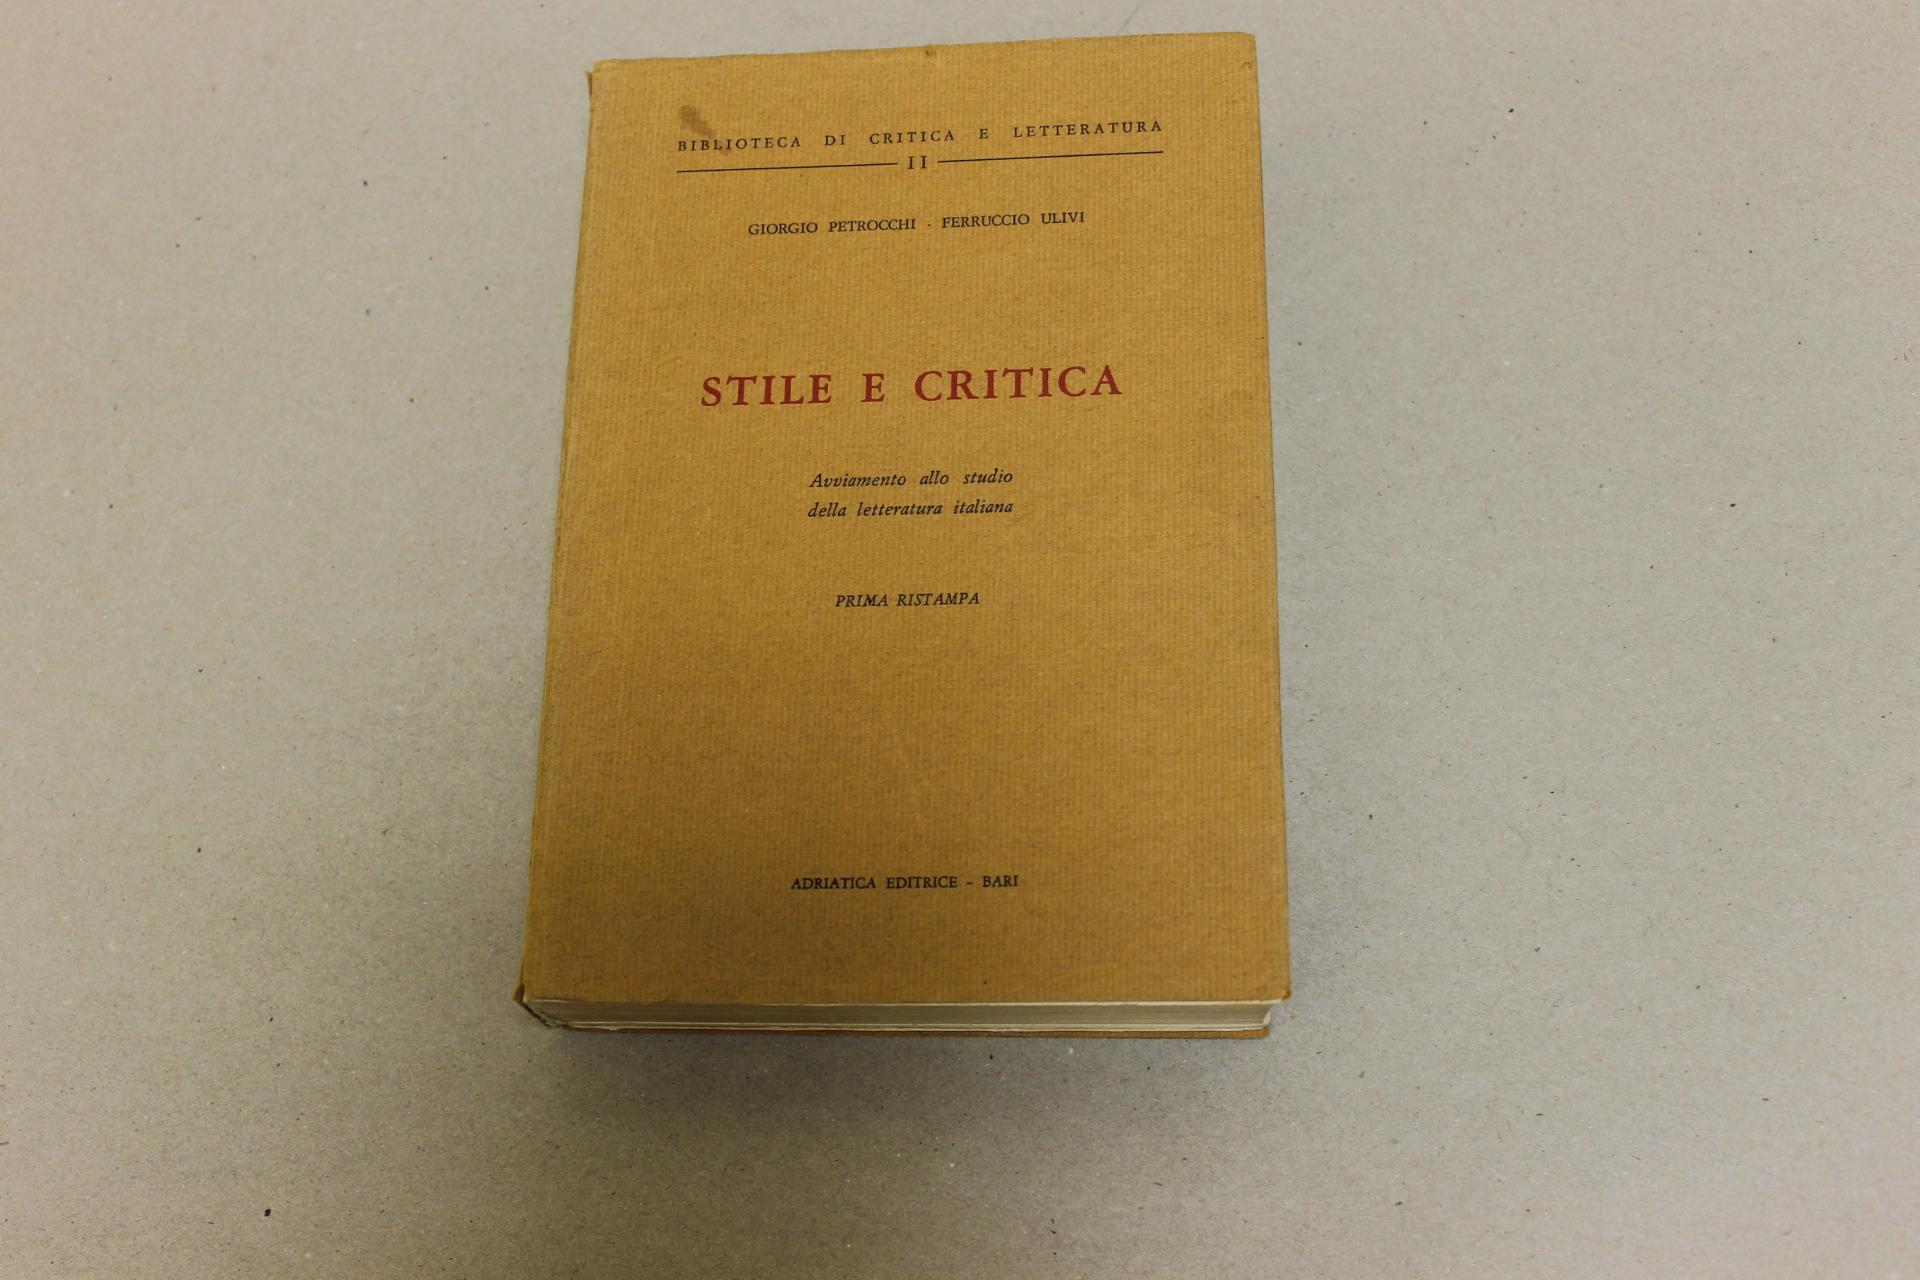 BIBLIOTECA DI CRITICA E LETTERATURA
II
GIORGIO PETROCCHI - FERRUCCIO ULIVI
STILE E CRITICA
Avviamento allo studio
della letteratura italiana
PRIMA RISTAMPA
ADRIATICA EDITRICE - BARI